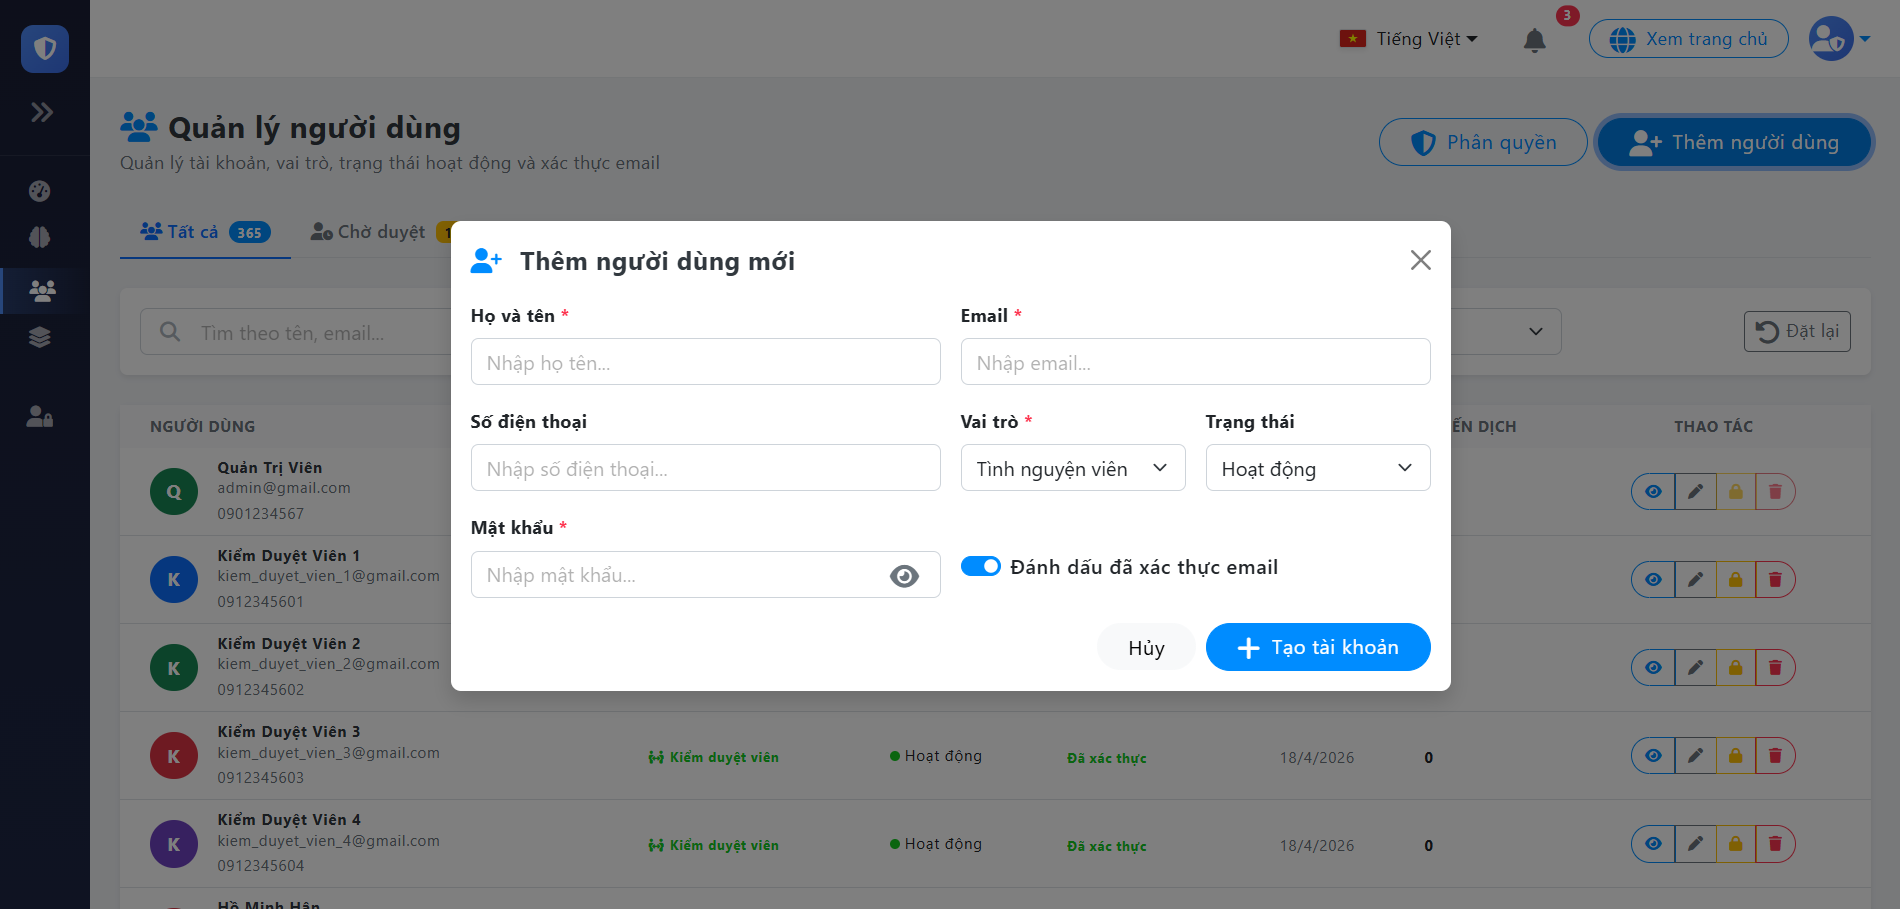 3
Tiếng Việt
Xem trang chủ
Quản lý người dùng
Quản lý tài khoản, vai trò, trạng thái hoạt động và xác thực email
Phân quyền
Thêm người dùng
Tất cả 365
Chờ duyệt
Tìm theo tên, email...
Đặt lại
Thêm người dùng mới
Họ và tên *
Email *
Nhập họ tên...
Nhập email...
Số điện thoại
Vai trò *
Trạng thái
Nhập số điện thoại...
Tình nguyện viên
Hoạt động
Mật khẩu *
Nhập mật khẩu...
Đánh dấu đã xác thực email
Hủy
Tạo tài khoản
NGƯỜI DÙNG
DỊCH
THAO TÁC
Q
Quản Trị Viên
admin@gmail.com
0901234567
K
Kiểm Duyệt Viên 1
kiem_duyet_vien_1@gmail.com
0912345601
K
Kiểm Duyệt Viên 2
kiem_duyet_vien_2@gmail.com
0912345602
K
Kiểm Duyệt Viên 3
kiem_duyet_vien_3@gmail.com
0912345603
Kiểm duyệt viên
Hoạt động
Đã xác thực
18/4/2026
0
K
Kiểm Duyệt Viên 4
kiem_duyet_vien_4@gmail.com
0912345604
Kiểm duyệt viên
Hoạt động
Đã xác thực
18/4/2026
0
Hồ Minh Hân